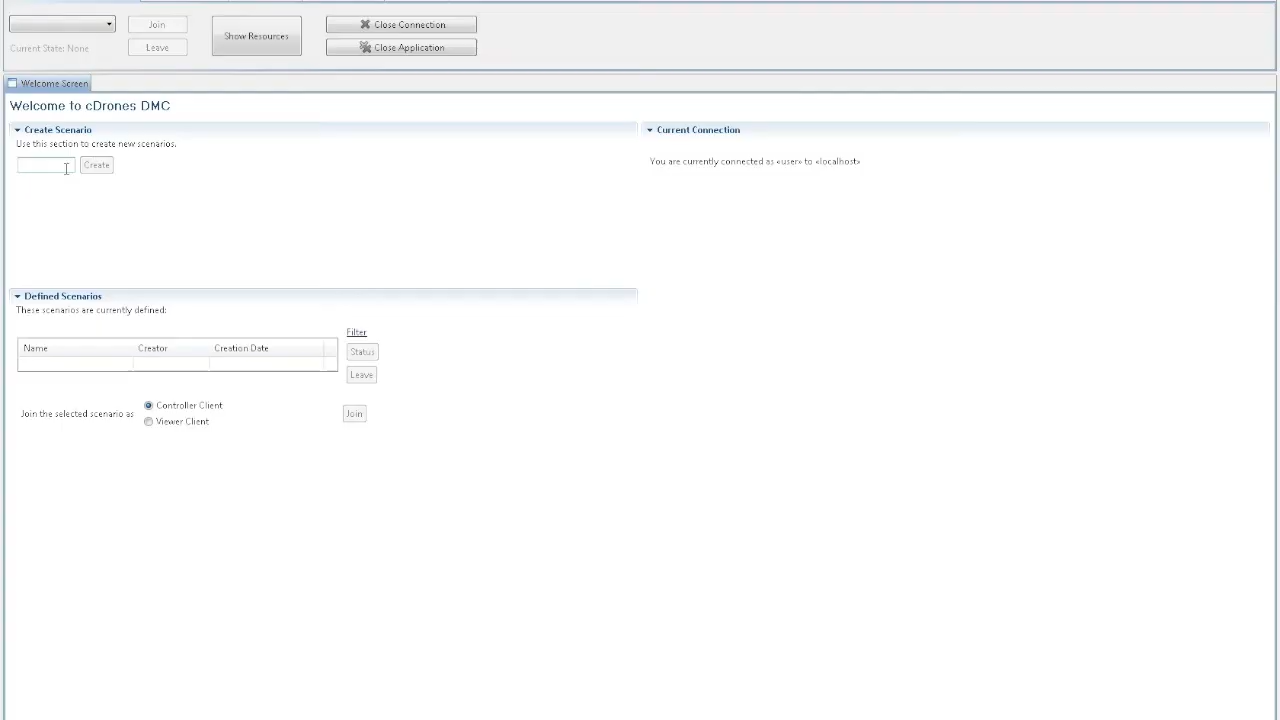 Join
Current State: None
Leave
Show Resources
Close Connection
Close Application
Welcome Screen
Welcome to cDrones DMC
Create Scenario
Use this section to create new scenarios.
Create
Current Connection
You are currently connected as «user» to «localhost»
Defined Scenarios
These scenarios are currently defined:
Name Creator Creation Date
Filter
Status
Leave
Join the selected scenario as
Controller Client
Viewer Client
Join